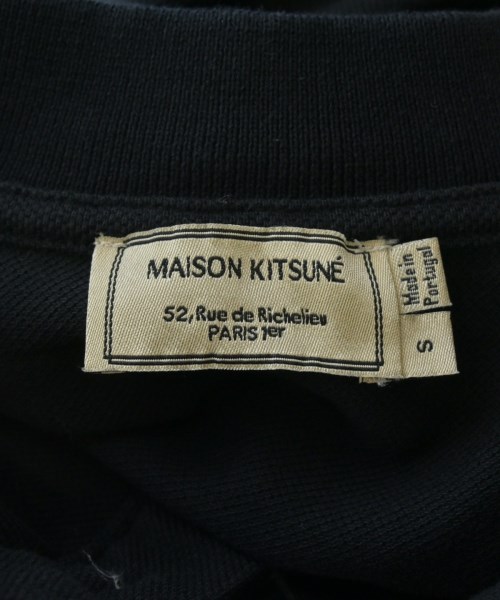 MAISON KITSUNÉ
52, Rue de Richelieu
PARIS 1er
Made in
Portugal
S